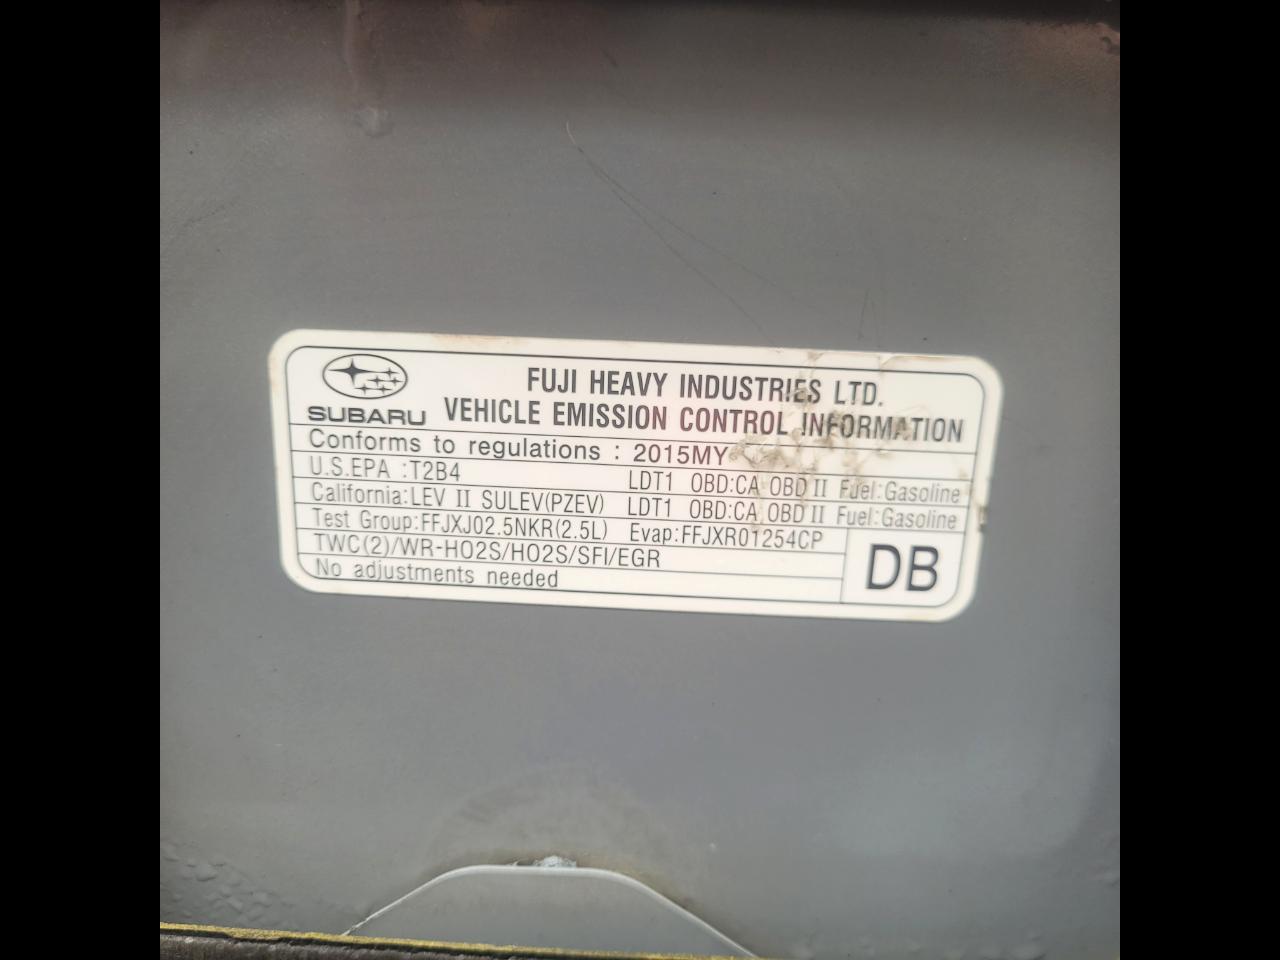 FUJI HEAVY INDUSTRIES LTD.
SUBARU VEHICLE EMISSION CONTROL INFORMATION
Conforms to regulations : 2015MY
U.S.EPA :T2B4 LDT1 OBD:CA OBD II Fuel:Gasoline
California:LEV II SULEV(PZEV) LDT1 OBD:CA OBD II Fuel:Gasoline
Test Group:FFJXJ02.5NKR(2.5L) Evap:FFJXR01254CP
TWC(2)/WR-HO2S/HO2S/SFI/EGR
No adjustments needed
DB